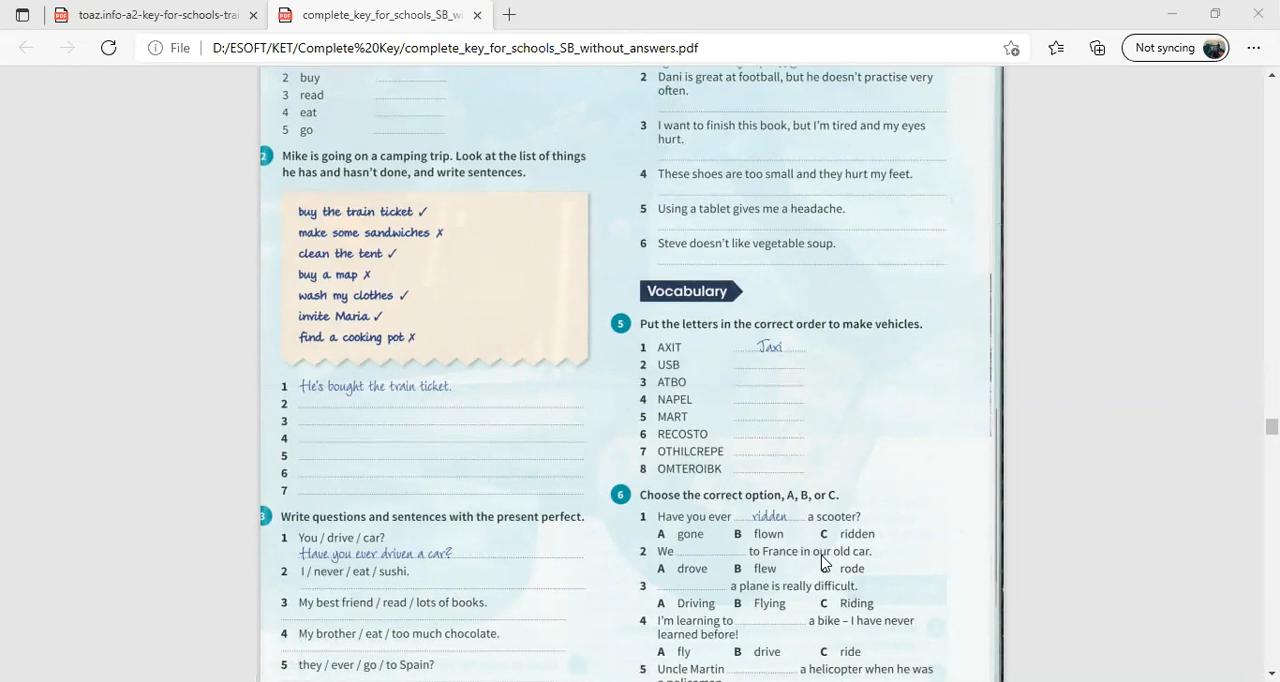 toaz.info-a2-key-for-schools-trai
complete_key_for_schools_SB_wi
File
D:/ESOFT/KET/Complete%20Key/complete_key_for_schools_SB_without_answers.pdf
Not syncing
2 buy
3 read
4 eat
5 go
2 Mike is going on a camping trip. Look at the list of things
he has and hasn't done, and write sentences.
buy the train ticket ✓
make some sandwiches ✗
clean the tent ✓
buy a map ✗
wash my clothes ✓
invite Maria ✓
find a cooking pot ✗
1 He's bought the train ticket.
2
3
4
5
6
7
3 Write questions and sentences with the present perfect.
1 You / drive / car?
Have you ever driven a car?
2 I / never / eat / sushi.
3 My best friend / read / lots of books.
4 My brother / eat / too much chocolate.
5 they / ever / go / to Spain?
2 Dani is great at football, but he doesn't practise very
often.
3 I want to finish this book, but I'm tired and my eyes
hurt.
4 These shoes are too small and they hurt my feet.
5 Using a tablet gives me a headache.
6 Steve doesn't like vegetable soup.
Vocabulary
5 Put the letters in the correct order to make vehicles.
1 AXIT Taxi
2 USB
3 ATBO
4 NAPEL
5 MART
6 RECOSTO
7 OTHILCREPE
8 OMTEROIBK
6 Choose the correct option, A, B, or C.
1 Have you ever ridden a scooter?
A gone B flown C ridden
2 We to France in our old car.
A drove B flew rode
3 a plane is really difficult.
A Driving B Flying C Riding
4 I'm learning to a bike – I have never
learned before!
A fly B drive C ride
5 Uncle Martin a helicopter when he was